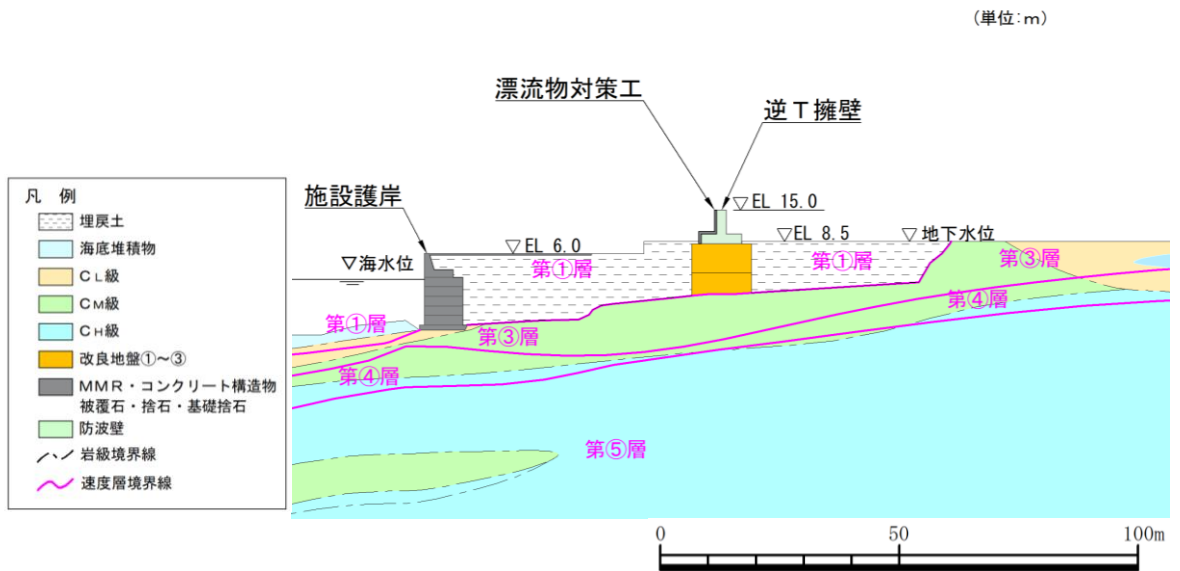 (単位:m)
漂流物対策工
逆T擁壁
施設護岸
▽EL 15.0
▽EL 6.0
▽EL 8.5
▽地下水位
▽海水位
第①層
第①層
第③層
第①層
第③層
第④層
第④層
第⑤層
凡 例
埋戻土
海底堆積物
CL級
CM級
CH級
改良地盤①~③
MMR・コンクリート構造物
被覆石・捨石・基礎捨石
防波壁
岩級境界線
速度層境界線
0 50 100m